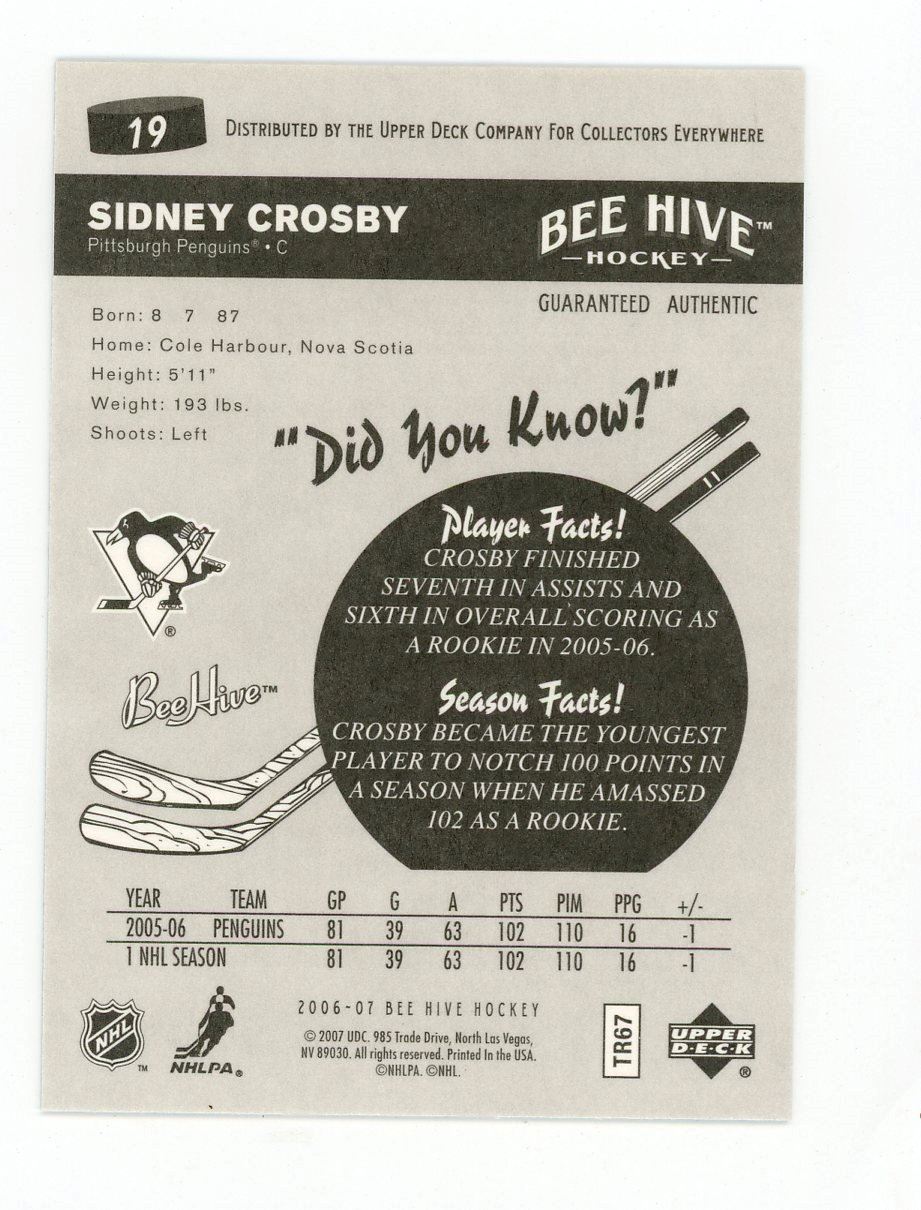 19
DISTRIBUTED BY THE UPPER DECK COMPANY FOR COLLECTORS EVERYWHERE
SIDNEY CROSBY
Pittsburgh Penguins® • C
BEE HIVE™
—HOCKEY—
GUARANTEED AUTHENTIC
Born: 8 7 87
Home: Cole Harbour, Nova Scotia
Height: 5'11"
Weight: 193 lbs.
Shoots: Left
""Did You Know?""
Player Facts!
CROSBY FINISHED
SEVENTH IN ASSISTS AND
SIXTH IN OVERALL SCORING AS
A ROOKIE IN 2005-06.
®
BeeHive™
Season Facts!
CROSBY BECAME THE YOUNGEST
PLAYER TO NOTCH 100 POINTS IN
A SEASON WHEN HE AMASSED
102 AS A ROOKIE.
YEAR TEAM GP G A PTS PIM PPG +/-
2005-06 PENGUINS 81 39 63 102 110 16 -1
1 NHL SEASON 81 39 63 102 110 16 -1
NHL™
NHLPA®
2006-07 BEE HIVE HOCKEY
© 2007 UDC. 985 Trade Drive, North Las Vegas,
NV 89030. All rights reserved. Printed In the USA.
©NHLPA. ©NHL.
TR67
UPPER
D·E·C·K
®